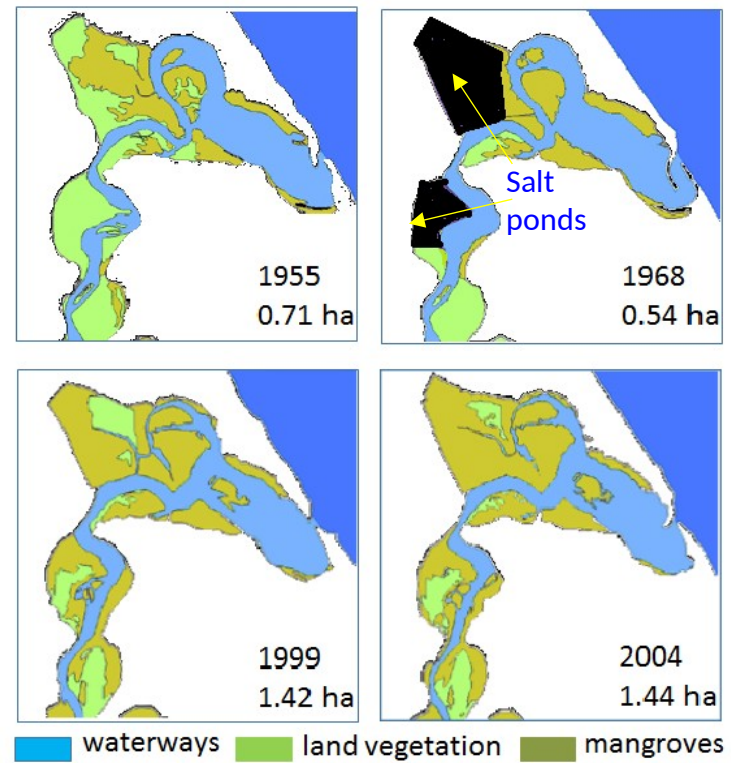 Salt
ponds
1955
0.71 ha
1968
0.54 ha
1999
1.42 ha
2004
1.44 ha
waterways
land vegetation
mangroves